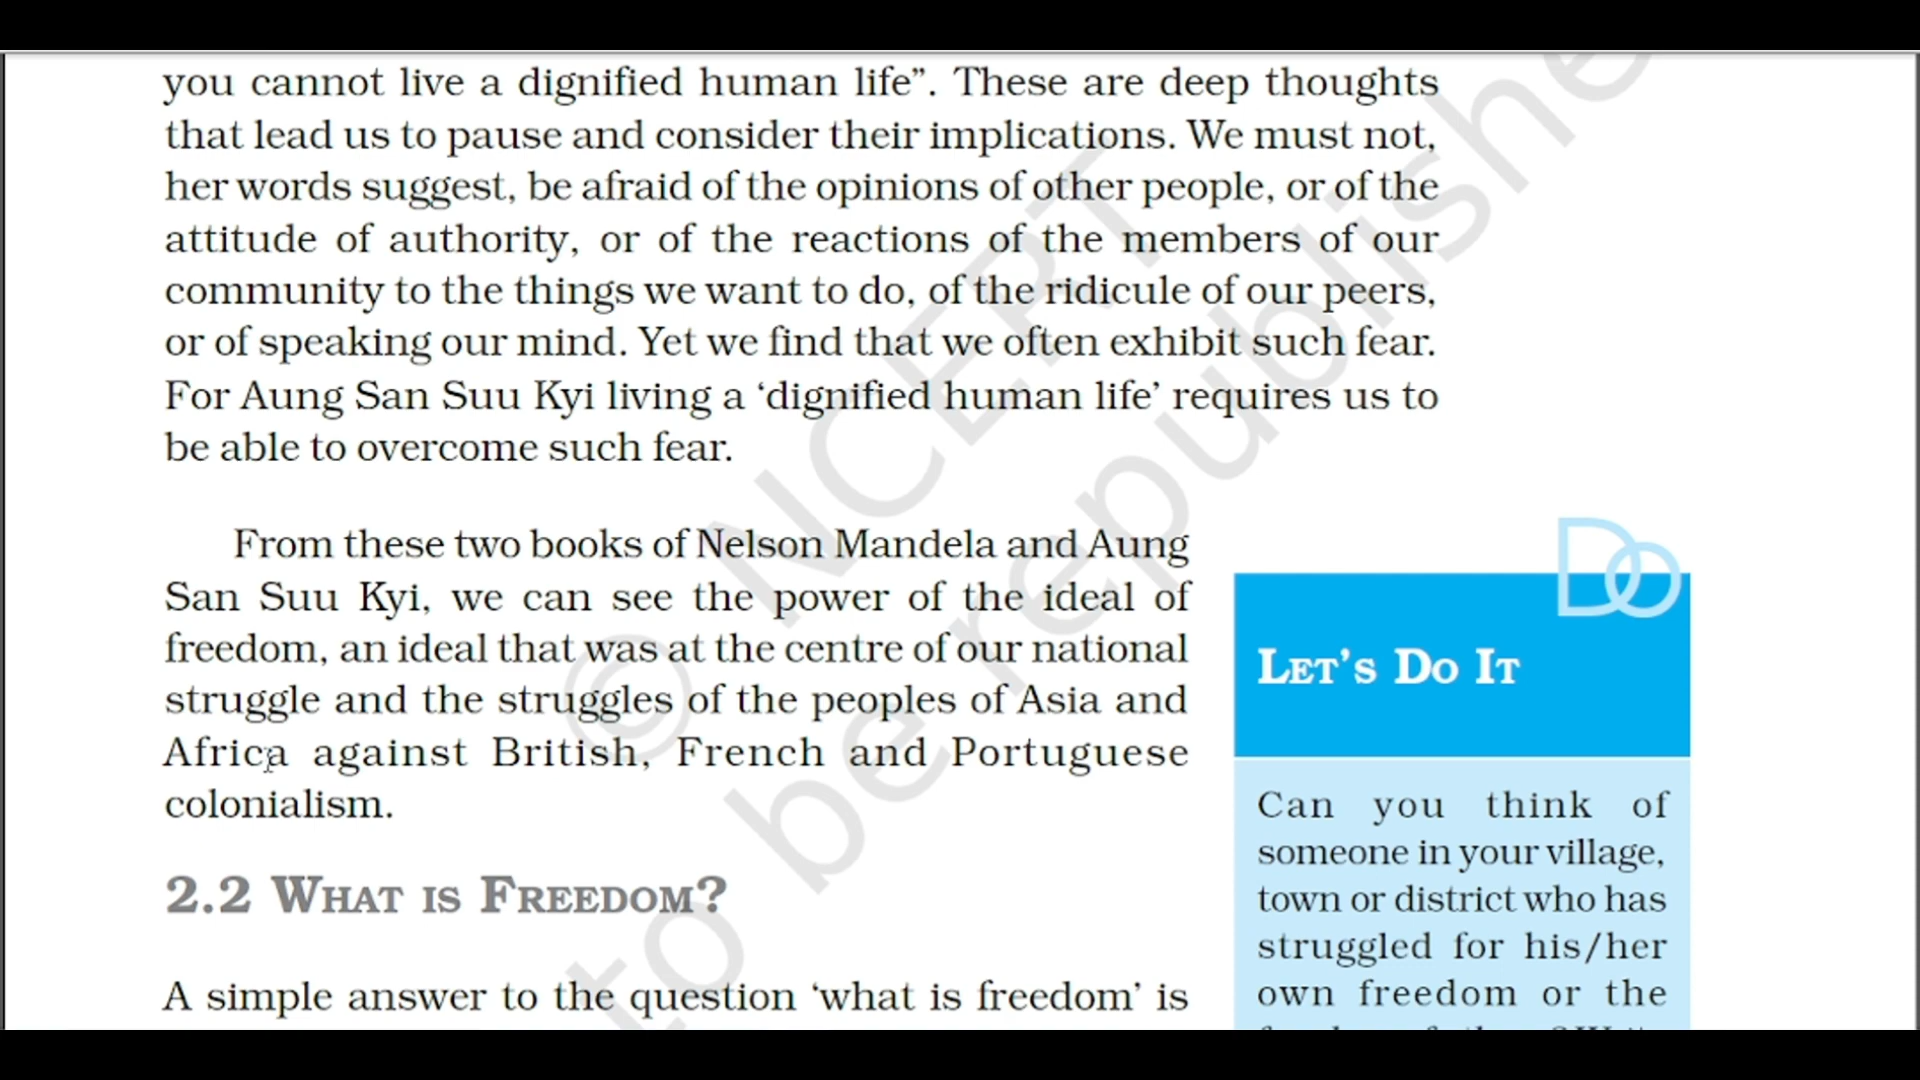 you cannot live a dignified human life”. These are deep thoughts
that lead us to pause and consider their implications. We must not,
her words suggest, be afraid of the opinions of other people, or of the
attitude of authority, or of the reactions of the members of our
community to the things we want to do, of the ridicule of our peers,
or of speaking our mind. Yet we find that we often exhibit such fear.
For Aung San Suu Kyi living a ‘dignified human life’ requires us to
be able to overcome such fear.
From these two books of Nelson Mandela and Aung
San Suu Kyi, we can see the power of the ideal of
freedom, an ideal that was at the centre of our national
struggle and the struggles of the peoples of Asia and
Africa against British, French and Portuguese
colonialism.
2.2 WHAT IS FREEDOM?
A simple answer to the question ‘what is freedom’ is
DO
LET’S DO IT
Can you think of
someone in your village,
town or district who has
struggled for his/her
own freedom or the
© NCERT
to be republishe